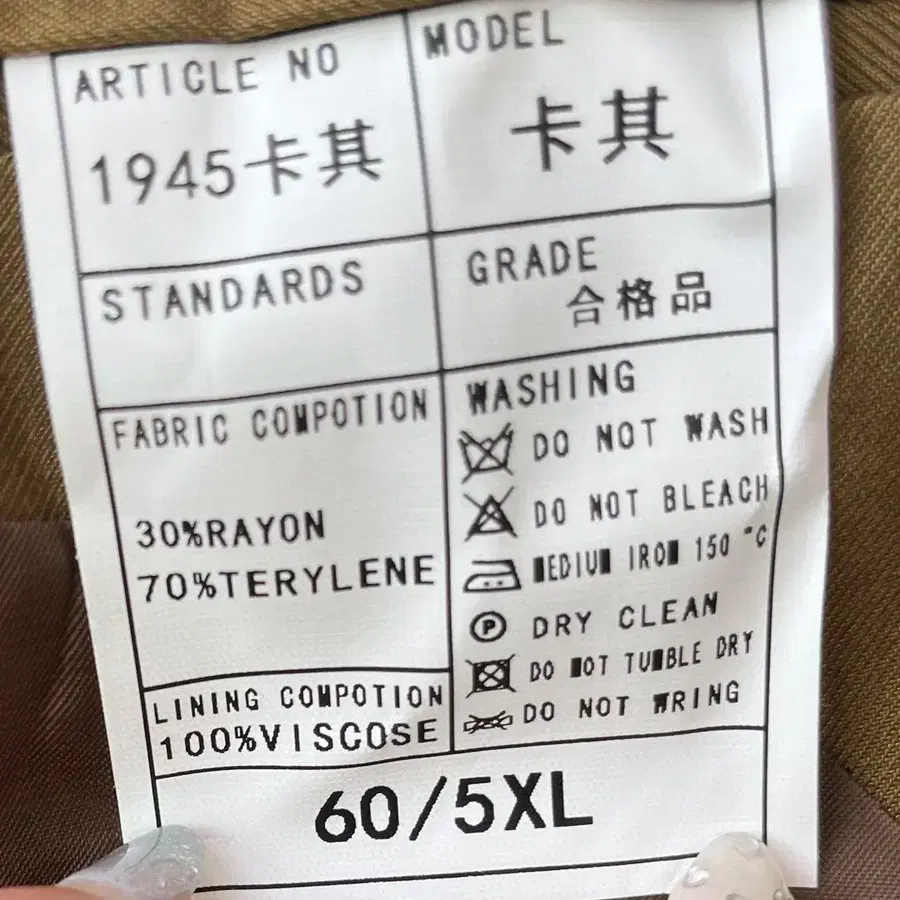 ARTICLE NO
1945卡其
MODEL
卡其
STANDARDS
GRADE
合格品
FABRIC COMPOTION
30%RAYON
70%TERYLENE
WASHING
DO NOT WASH
DO NOT BLEACH
MEDIUM IRON 150 °C
P DRY CLEAN
DO NOT TUMBLE DRY
DO NOT WRING
LINING COMPOTION
100%VISCOSE
60/5XL